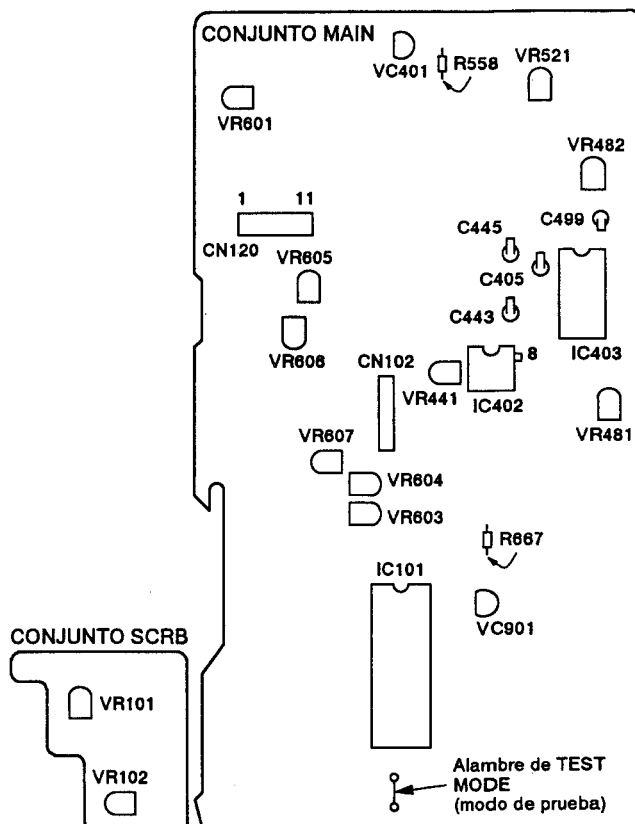 CONJUNTO MAIN
VC401
R558
VR521
VR601
VR482
1 11
CN120
C499
C445
C405
VR605
C443
IC403
VR606
CN102
8
VR441
IC402
VR481
VR607
VR604
VR603
R667
IC101
VC901
CONJUNTO SCRB
VR101
VR102
Alambre de TEST
MODE
(modo de prueba)